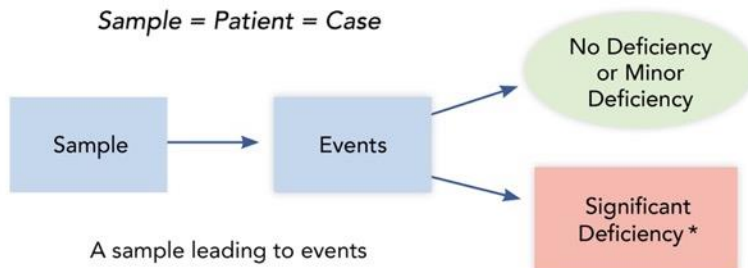 Sample = Patient = Case
No Deficiency
or Minor
Deficiency
Sample
Events
Significant
Deficiency *
A sample leading to events